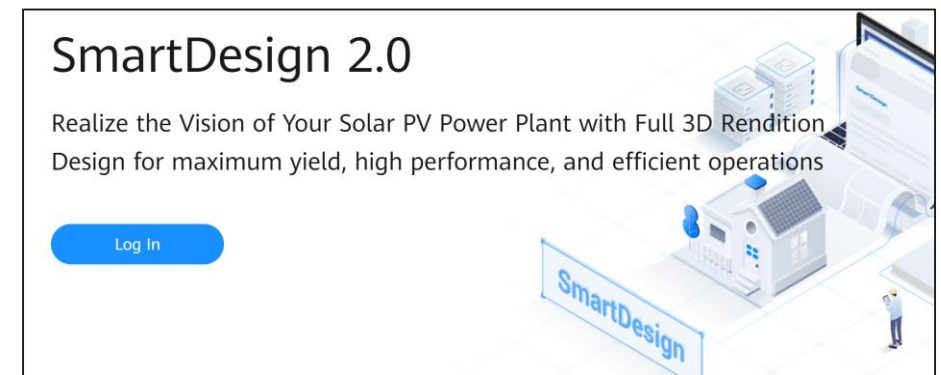 SmartDesign 2.0
Realize the Vision of Your Solar PV Power Plant with Full 3D Rendition
Design for maximum yield, high performance, and efficient operations
Log In
SmartDesign
SmartDesign